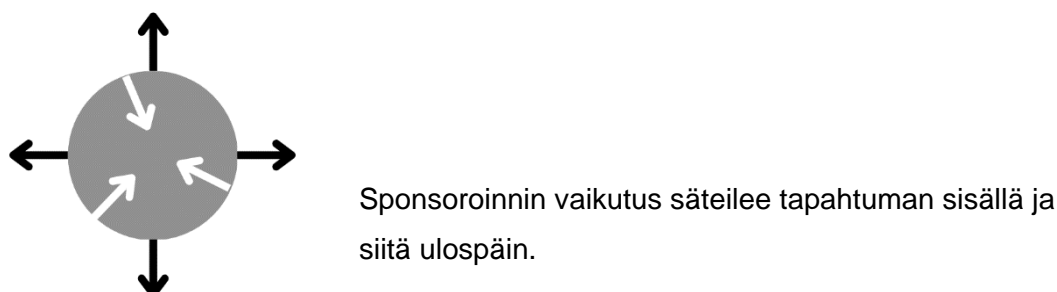 Sponsoroinnin vaikutus säteilee tapahtuman sisällä ja
siitä ulospäin.